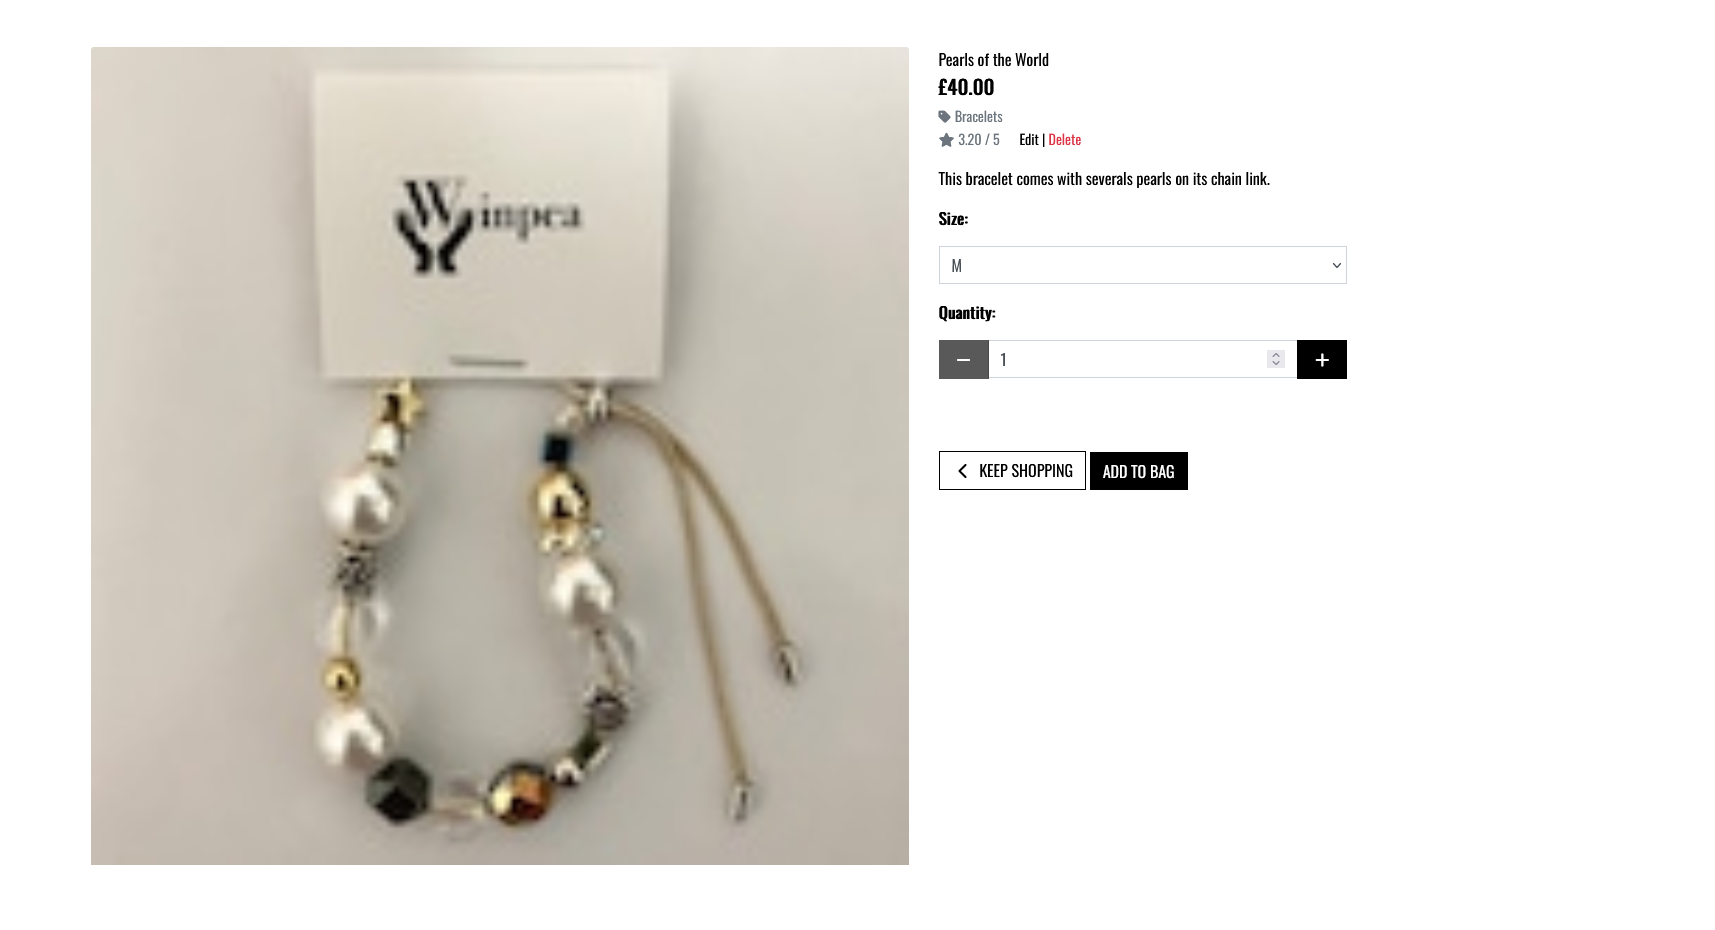 Winpea
Pearls of the World
£40.00
Bracelets
3.20 / 5 Edit | Delete
This bracelet comes with severals pearls on its chain link.
Size:
M
Quantity:
1
KEEP SHOPPING ADD TO BAG